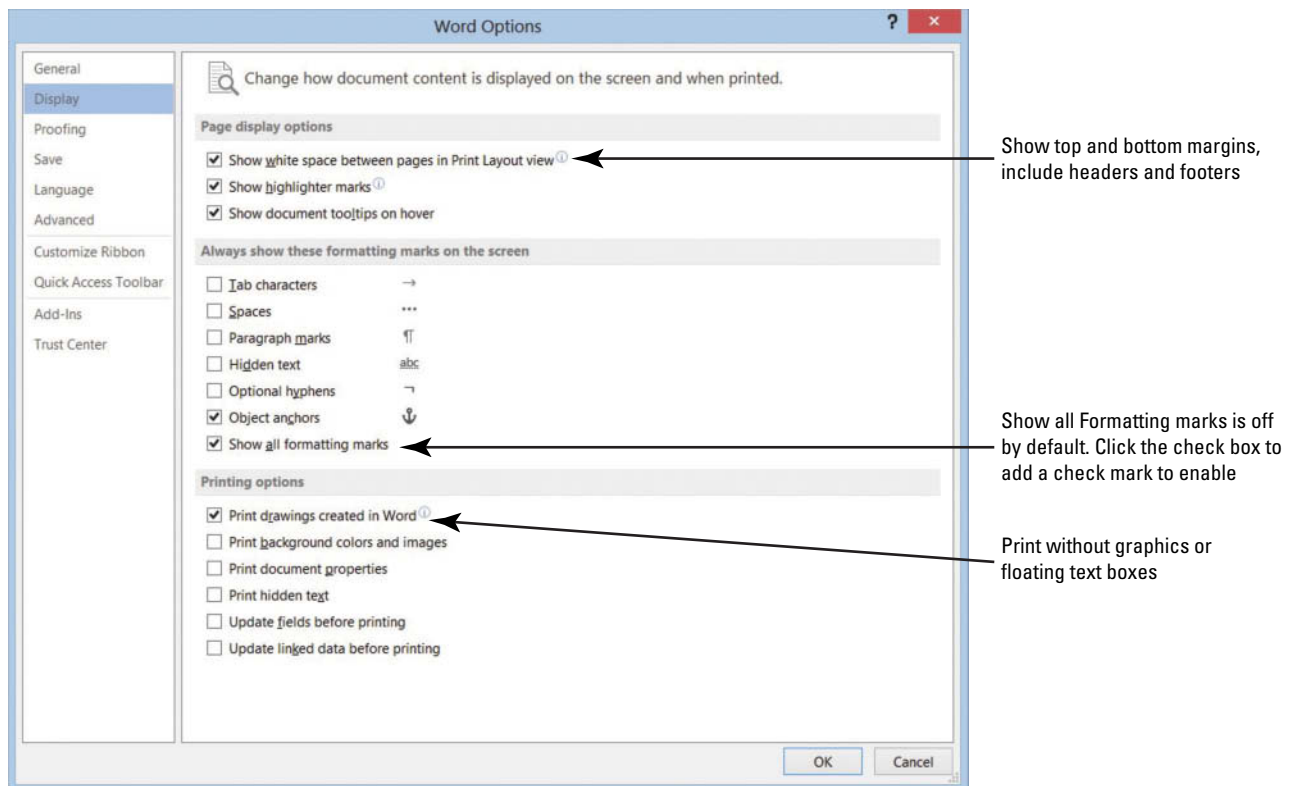 Word Options
?
×
General
Display
Proofing
Save
Language
Advanced
Customize Ribbon
Quick Access Toolbar
Add-Ins
Trust Center
Change how document content is displayed on the screen and when printed.
Page display options
Show white space between pages in Print Layout view
Show highlighter marks
Show document tooltips on hover
Always show these formatting marks on the screen
Tab characters →
Spaces •••
Paragraph marks ¶
Hidden text abc
Optional hyphens ¬
Object anchors
Show all formatting marks
Printing options
Print drawings created in Word
Print background colors and images
Print document properties
Print hidden text
Update fields before printing
Update linked data before printing
OK
Cancel
Show top and bottom margins,
include headers and footers
Show all Formatting marks is off
by default. Click the check box to
add a check mark to enable
Print without graphics or
floating text boxes